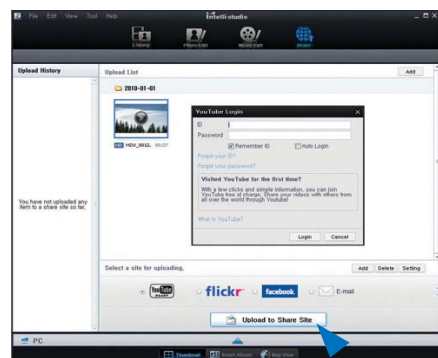 File Edit View Tool Help
Intelli-studio
Share
Upload History
Upload List
Add
2010-01-01
YouTube Login
ID
Password
Remember ID
Auto Login
Forgot your ID?
Forgot your password?
Visited YouTube for the first time?
With a few clicks and simple information, you can join
YouTube free of charge. Share your videos with others from
all over the world through Youtube!
What is YouTube?
Login Cancel
You have not uploaded any
item to a share site so far.
Select a site for uploading.
Add Delete Setting
YouTube
READY
flickr
facebook
E-mail
Upload to Share Site
PC
Thumbnail
Smart Album
Map View